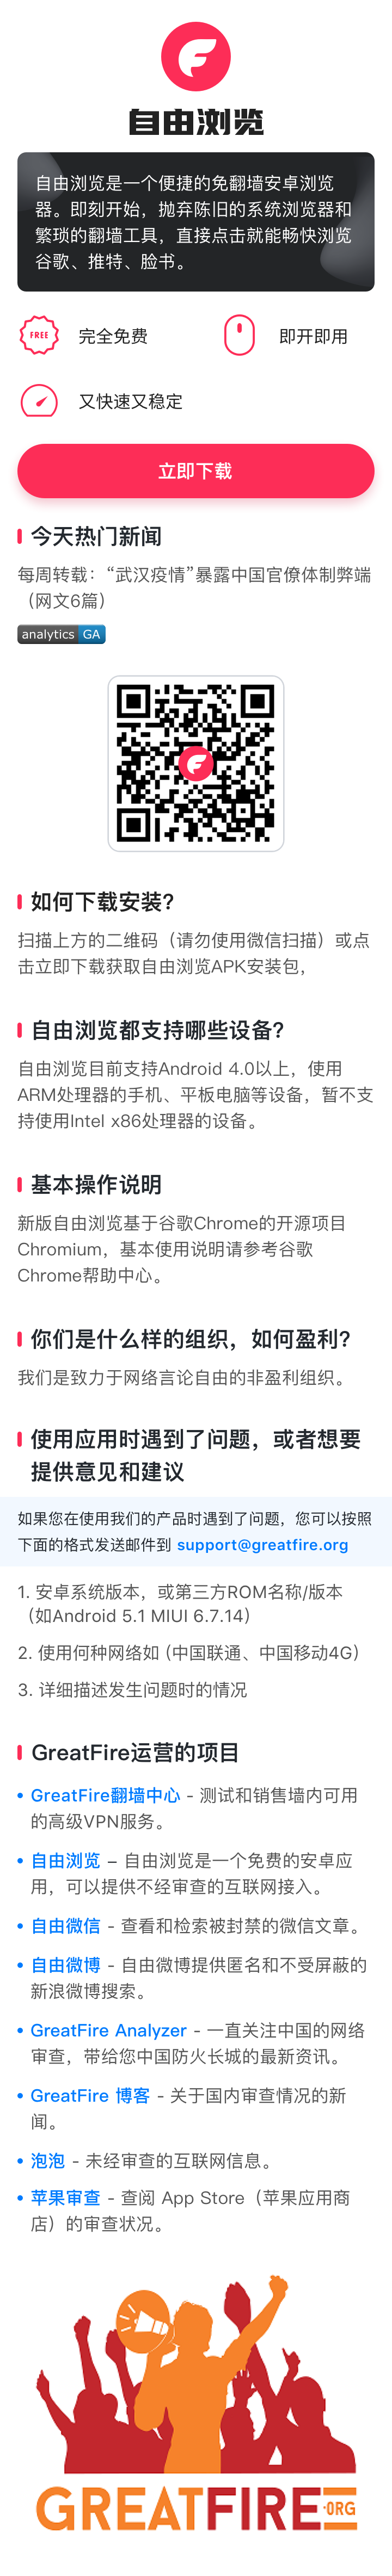 自由浏览
自由浏览是一个便捷的免翻墙安卓浏览
器。即刻开始，抛弃陈旧的系统浏览器和
繁琐的翻墙工具，直接点击就能畅快浏览
谷歌、推特、脸书。
FREE 完全免费 即开即用
又快速又稳定
立即下载
今天热门新闻
每周转载：“武汉疫情”暴露中国官僚体制弊端
（网文6篇）
analytics GA
如何下载安装?
扫描上方的二维码（请勿使用微信扫描）或点
击立即下载获取自由浏览APK安装包，
自由浏览都支持哪些设备?
自由浏览目前支持Android 4.0以上，使用
ARM处理器的手机、平板电脑等设备，暂不支
持使用Intel x86处理器的设备。
基本操作说明
新版自由浏览基于谷歌Chrome的开源项目
Chromium，基本使用说明请参考谷歌
Chrome帮助中心。
你们是什么样的组织，如何盈利?
我们是致力于网络言论自由的非盈利组织。
使用应用时遇到了问题，或者想要
提供意见和建议
如果您在使用我们的产品时遇到了问题，您可以按照
下面的格式发送邮件到 support@greatfire.org
1. 安卓系统版本，或第三方ROM名称/版本
（如Android 5.1 MIUI 6.7.14）
2. 使用何种网络如 (中国联通、中国移动4G）
3. 详细描述发生问题时的情况
GreatFire运营的项目
• GreatFire翻墙中心 - 测试和销售墙内可用
的高级VPN服务。
• 自由浏览 – 自由浏览是一个免费的安卓应
用，可以提供不经审查的互联网接入。
• 自由微信 - 查看和检索被封禁的微信文章。
• 自由微博 - 自由微博提供匿名和不受屏蔽的
新浪微博搜索。
• GreatFire Analyzer - 一直关注中国的网络
审查，带给您中国防火长城的最新资讯。
• GreatFire 博客 - 关于国内审查情况的新
闻。
• 泡泡 - 未经审查的互联网信息。
• 苹果审查 - 查阅 App Store（苹果应用商
店）的审查状况。
GREATFIRE.ORG